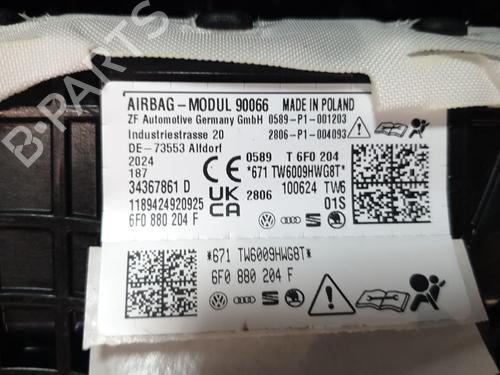 B-PARTS
AIRBAG-MODUL 90066 MADE IN POLAND
ZF Automotive Germany GmbH 0589-P1-001203
Industriestrasse 20 2806-P1-004093
DE-73553 Alfdorf
2024 CE 0589 T 6F0 204
187 *671 TW6009HWG8T*
34367861 D UK CA 2806 100624 TW6
1189424920925 01S
6F0 880 204 F
*671 TW6009HWG8T*
6F0 880 204 F